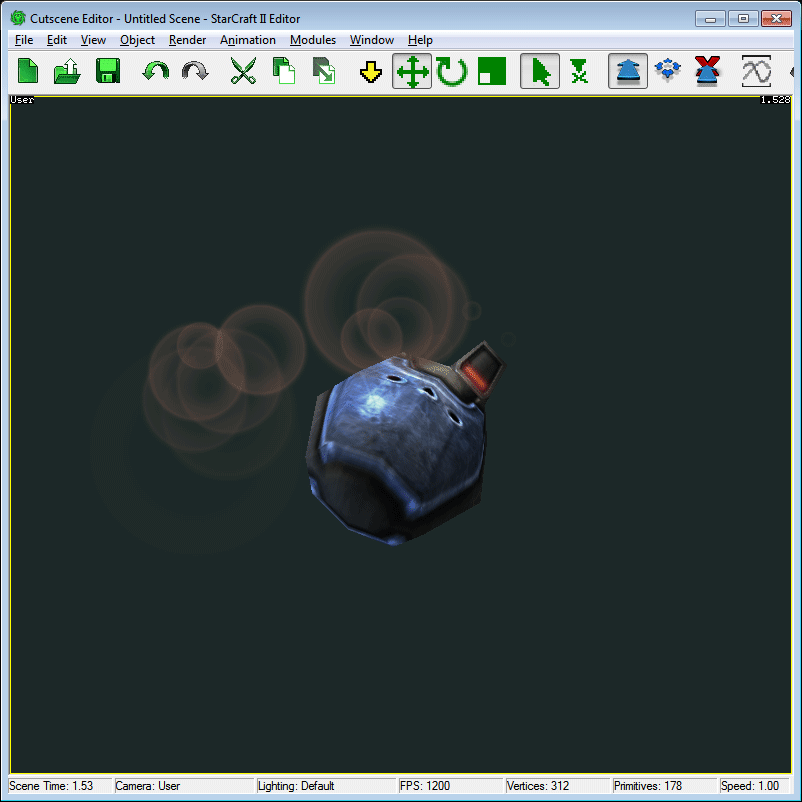 Cutscene Editor - Untitled Scene - StarCraft II Editor
File Edit View Object Render Animation Modules Window Help
User 1.528
Scene Time: 1.53 Camera: User Lighting: Default FPS: 1200 Vertices: 312 Primitives: 178 Speed: 1.00